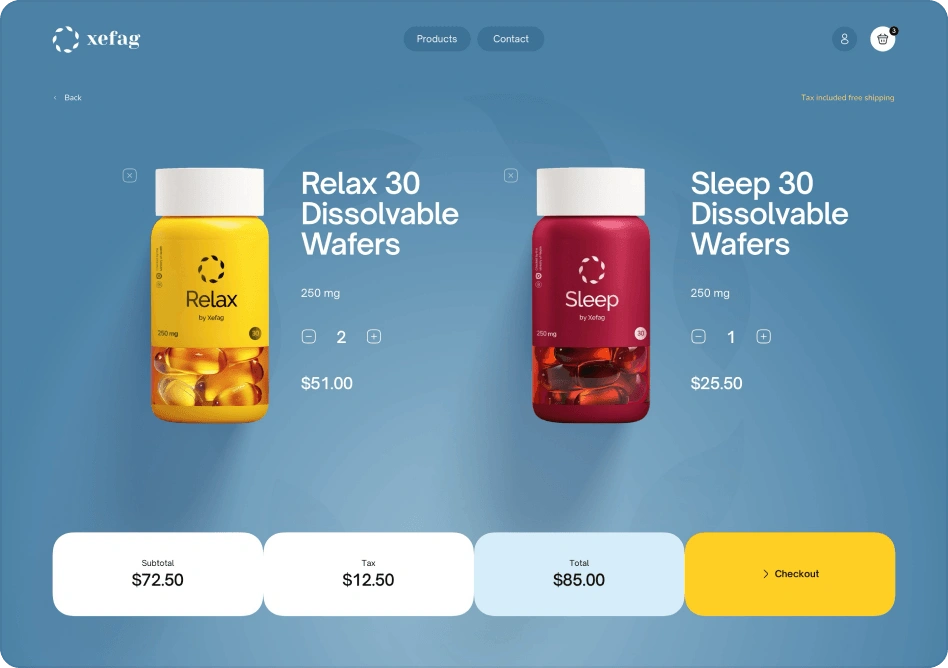 xefag
Products
Contact
3
Back
Tax included free shipping
Relax
by Xefag
250 mg
30
Relax 30
Dissolvable
Wafers
250 mg
2
$51.00
Sleep
by Xefag
250 mg
30
Sleep 30
Dissolvable
Wafers
250 mg
1
$25.50
Subtotal
$72.50
Tax
$12.50
Total
$85.00
Checkout